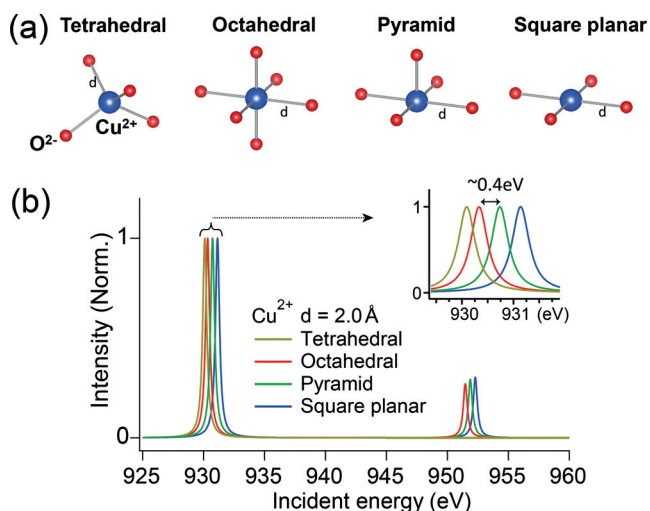 (a) Tetrahedral Octahedral Pyramid Square planar
d
d
d
d
Cu²⁺
O²⁻
(b)
~0.4eV
1
0
930 931 (eV)
Intensity (Norm.)
1
0
Cu²⁺ d = 2.0 Å
Tetrahedral
Octahedral
Pyramid
Square planar
925 930 935 940 945 950 955 960
Incident energy (eV)